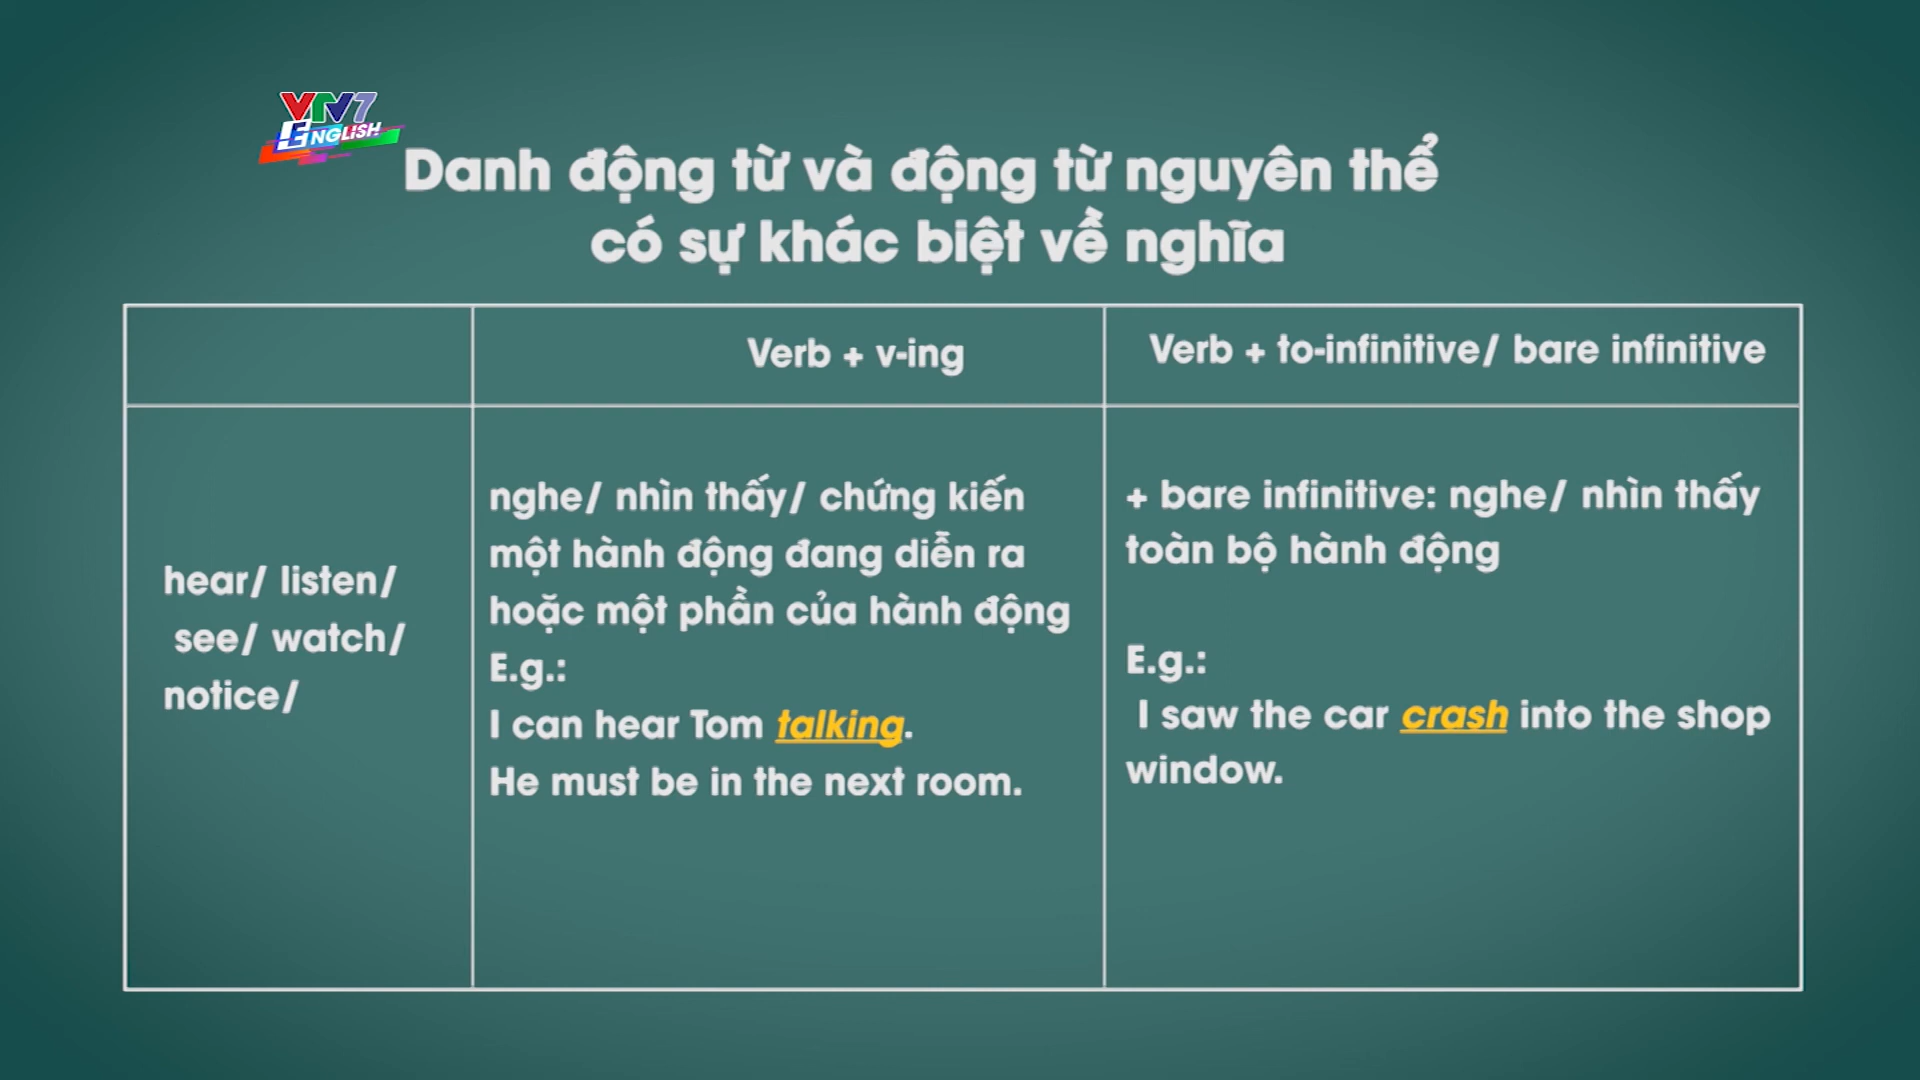 VTV7
ENGLISH
Danh động từ và động từ nguyên thể
có sự khác biệt về nghĩa
Verb + v-ing
Verb + to-infinitive/ bare infinitive
hear/ listen/
see/ watch/
notice/
nghe/ nhìn thấy/ chứng kiến
một hành động đang diễn ra
hoặc một phần của hành động
E.g.:
I can hear Tom talking.
He must be in the next room.
+ bare infinitive: nghe/ nhìn thấy
toàn bộ hành động
E.g.:
I saw the car crash into the shop
window.